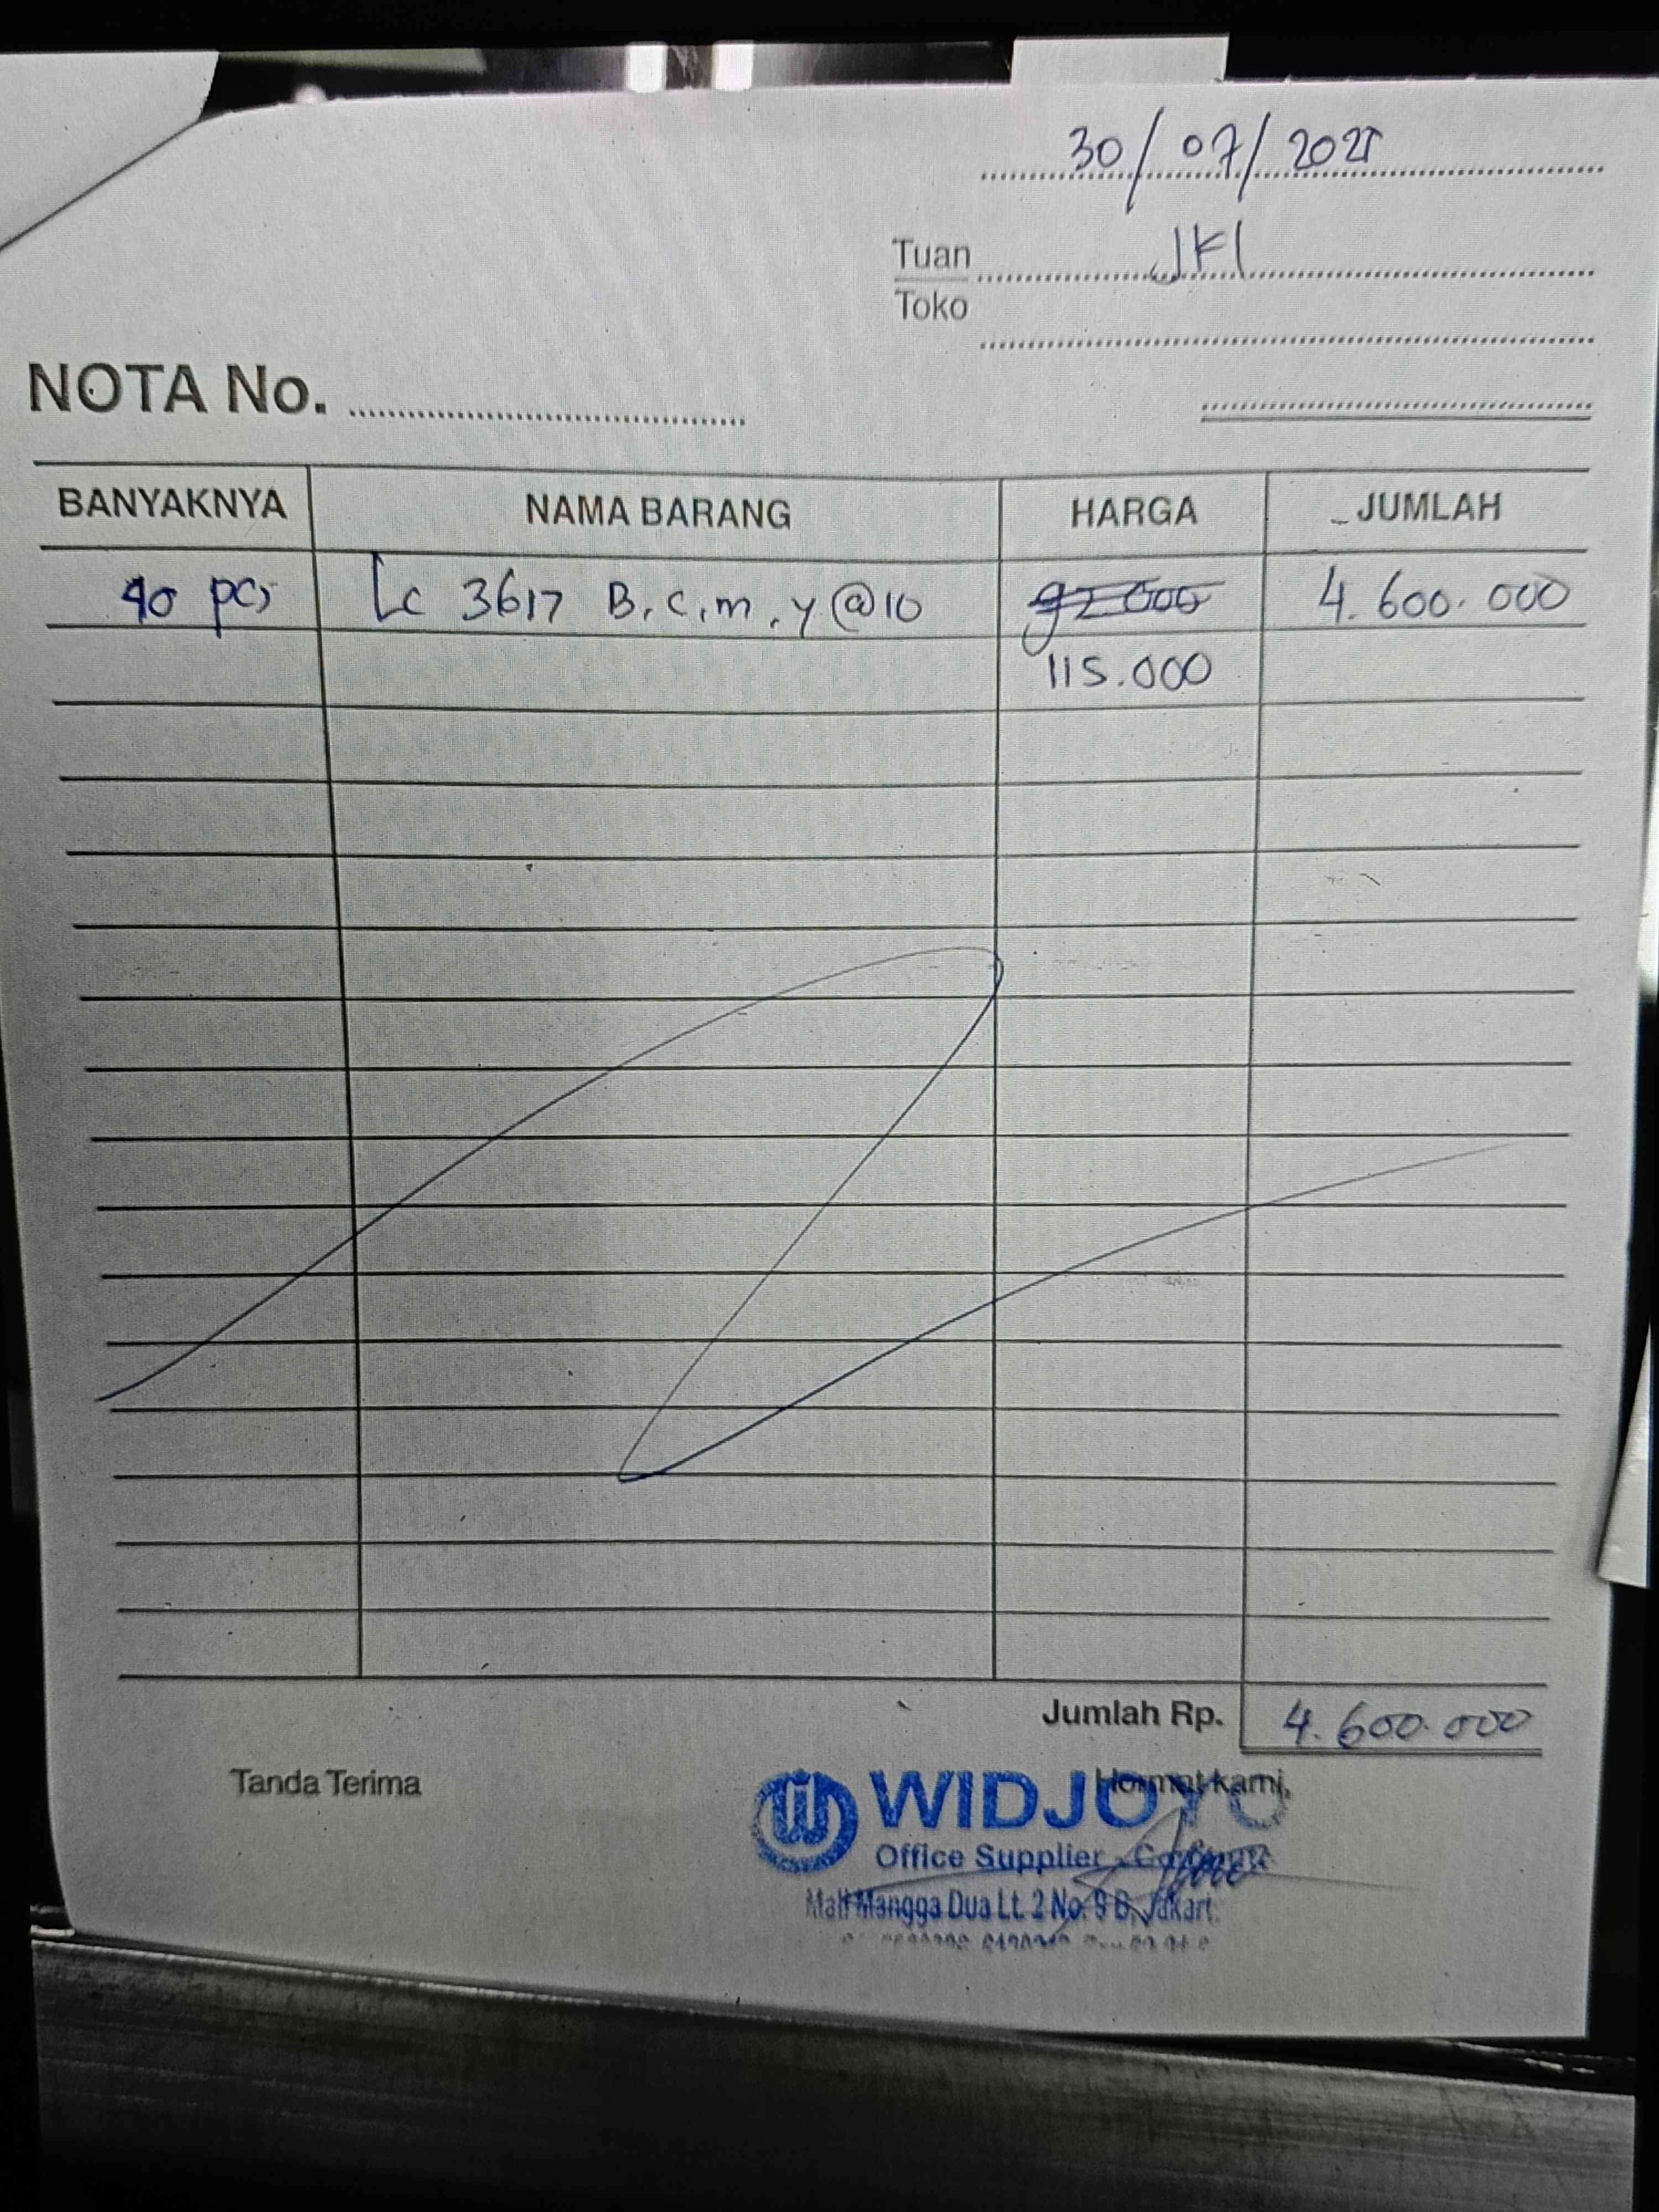 30/07/2025
Tuan JKI
Toko
NOTA No.
BANYAKNYA NAMA BARANG HARGA JUMLAH
40 pcs Lc 3617 B.C.m.y @10 92 000 4.600.000
115.000
Jumlah Rp. 4.600.000
Tanda Terima Hormat kami,
WIDJOYO
Office Supplier - Computer
Mall Mangga Dua Lt. 2 No. 9 B, Jakart